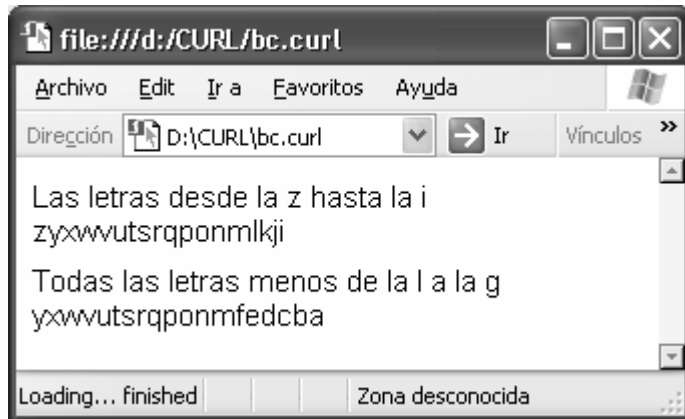 file:///d:/CURL/bc.curl
Archivo Edit Ir a Favoritos Ayuda
Dirección D:\CURL\bc.curl Ir Vínculos »
Las letras desde la z hasta la i
zyxwvutsrqponmlkji
Todas las letras menos de la l a la g
yxwvutsrqponmfedcba
Loading... finished Zona desconocida